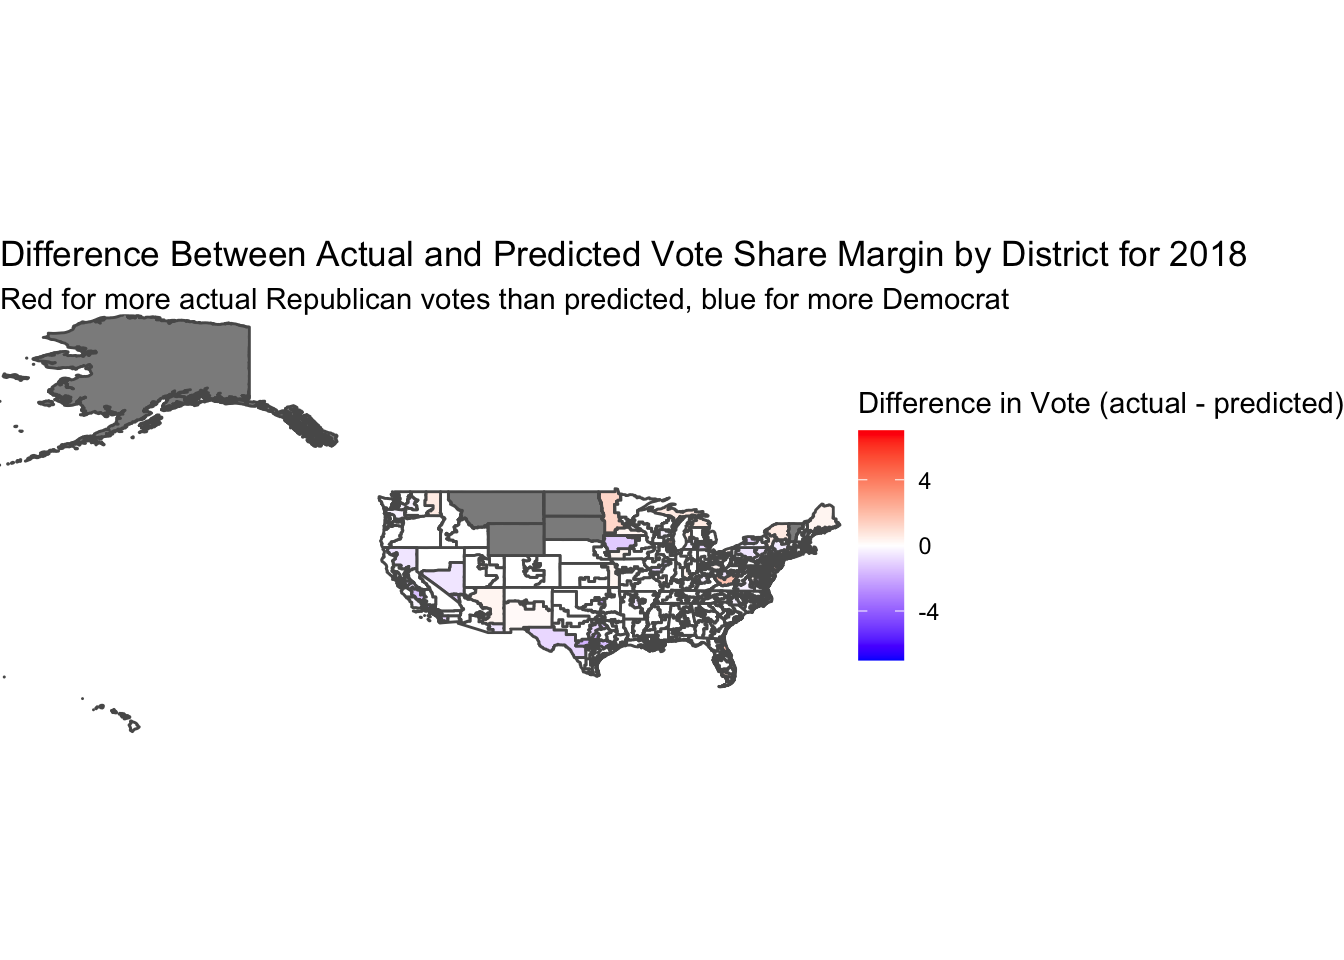 Difference Between Actual and Predicted Vote Share Margin by District for 2018
Red for more actual Republican votes than predicted, blue for more Democrat
Difference in Vote (actual - predicted)
4
0
-4